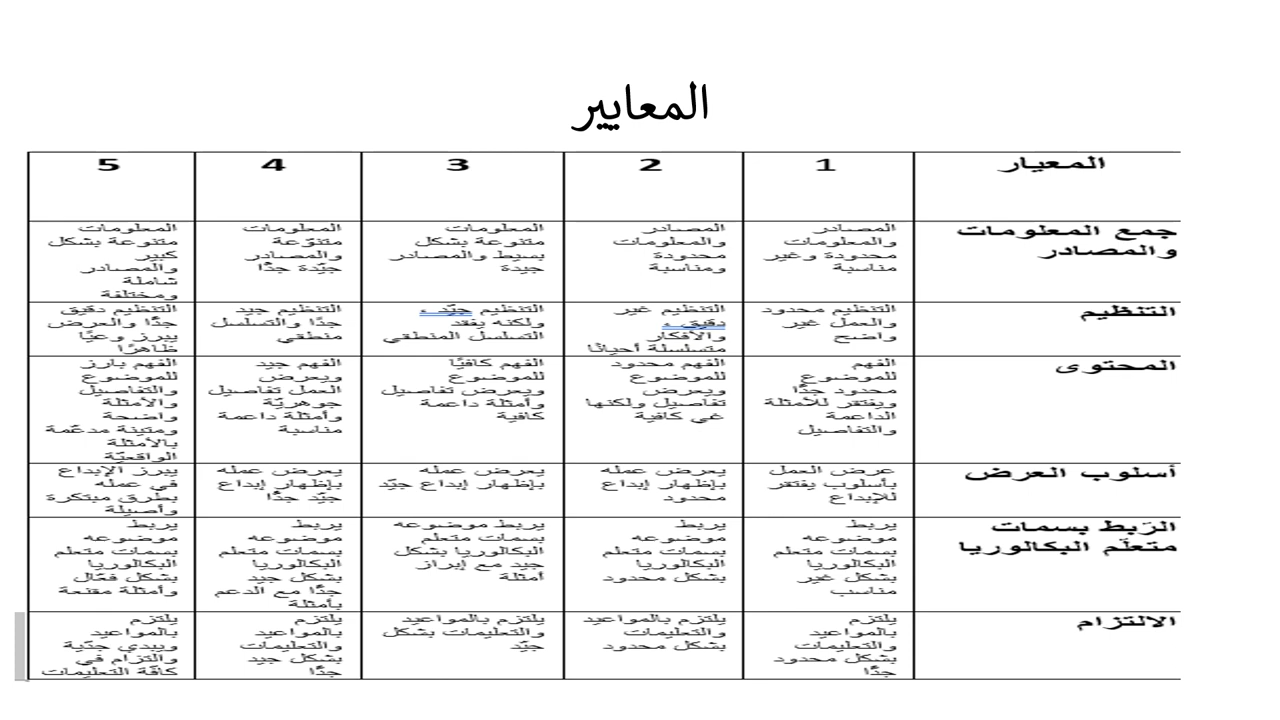 المعايير
المعيار
1
2
3
4
5
جمع المعلومات
والمصادر
المصادر
والمعلومات
محدودة وغير
مناسبة
المصادر
والمعلومات
محدودة
ومناسبة
المعلومات
متنوعة بشكل
بسيط والمصادر
جيدة
المعلومات
متنوّعة
والمصادر
جيّدة جدًّا
المعلومات
متنوعة بشكل
كبير
والمصادر
شاملة
ومختلفة
التنظيم
التنظيم محدود
والعمل غير
واضح
التنظيم غير
دقيق ،
والأفكار
متسلسلة أحيانًا
التنظيم جيّد ،
ولكنه يفقد
التسلسل المنطقي
التنظيم جيد
جدًّا والتسلسل
منطقي
التنظيم دقيق
جدًّا والعرض
يبرز وعيًا
ظاهرًا
المحتوى
الفهم
للموضوع
محدود جدًّا
ويفتقر للأمثلة
الداعمة
والتفاصيل
الفهم محدود
للموضوع
ويعرض
تفاصيل ولكنها
غي كافية
الفهم كافيًا
للموضوع
ويعرض تفاصيل
وأمثلة داعمة
كافية
الفهم جيد
ويعرض
العمل تفاصيل
جوهريّة
وأمثلة داعمة
مناسبة
الفهم بارز
للموضوع
والتفاصيل
والأمثلة
واضحة
ومتينة مدعّمة
بالأمثلة
الواقعيّة
أسلوب العرض
عرض العمل
بأسلوب يفتقر
للإبداع
يعرض عمله
بإظهار إبداع
محدود
يعرض عمله
بإظهار إبداع جيّد
يعرض عمله
بإظهار إبداع
جيّد جدًّا
يبرز الإبداع
في عمله
بطرق مبتكرة
وأصيلة
الرّبط بسمات
متعلّم البكالوريا
يربط
موضوعه
بسمات متعلم
البكالوريا
بشكل غير
مناسب
يربط
موضوعه
بسمات متعلم
البكالوريا
بشكل محدود
يربط موضوعه
بسمات متعلم
البكالوريا بشكل
جيد مع إبراز
أمثلة
يربط
موضوعه
بسمات متعلم
البكالوريا
بشكل جيد
جدًّا مع الدعم
بأمثلة
يربط
موضوعه
بسمات متعلم
البكالوريا
بشكل فعّال
وأمثلة مقنعة
الالتزام
يلتزم
بالمواعيد
والتعليمات
بشكل محدود
جدًّا
يلتزم بالمواعيد
والتعليمات
بشكل محدود
يلتزم بالمواعيد
والتعليمات بشكل
جيّد
يلتزم
بالمواعيد
والتعليمات
بشكل جيد
جدًّا
يلتزم
بالمواعيد
ويبدي جدّية
والتزام في
كافّة التعليمات